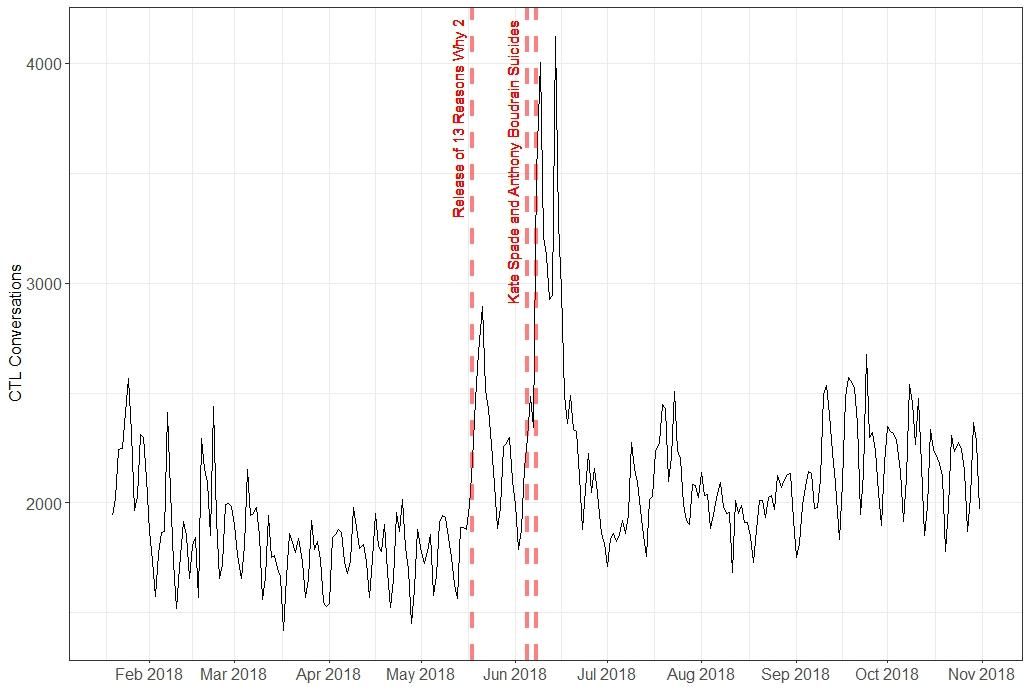 Release of 13 Reasons Why 2
Kate Spade and Anthony Boudrain Suicides
CTL Conversations
4000
3000
2000
Feb 2018
Mar 2018
Apr 2018
May 2018
Jun 2018
Jul 2018
Aug 2018
Sep 2018
Oct 2018
Nov 2018